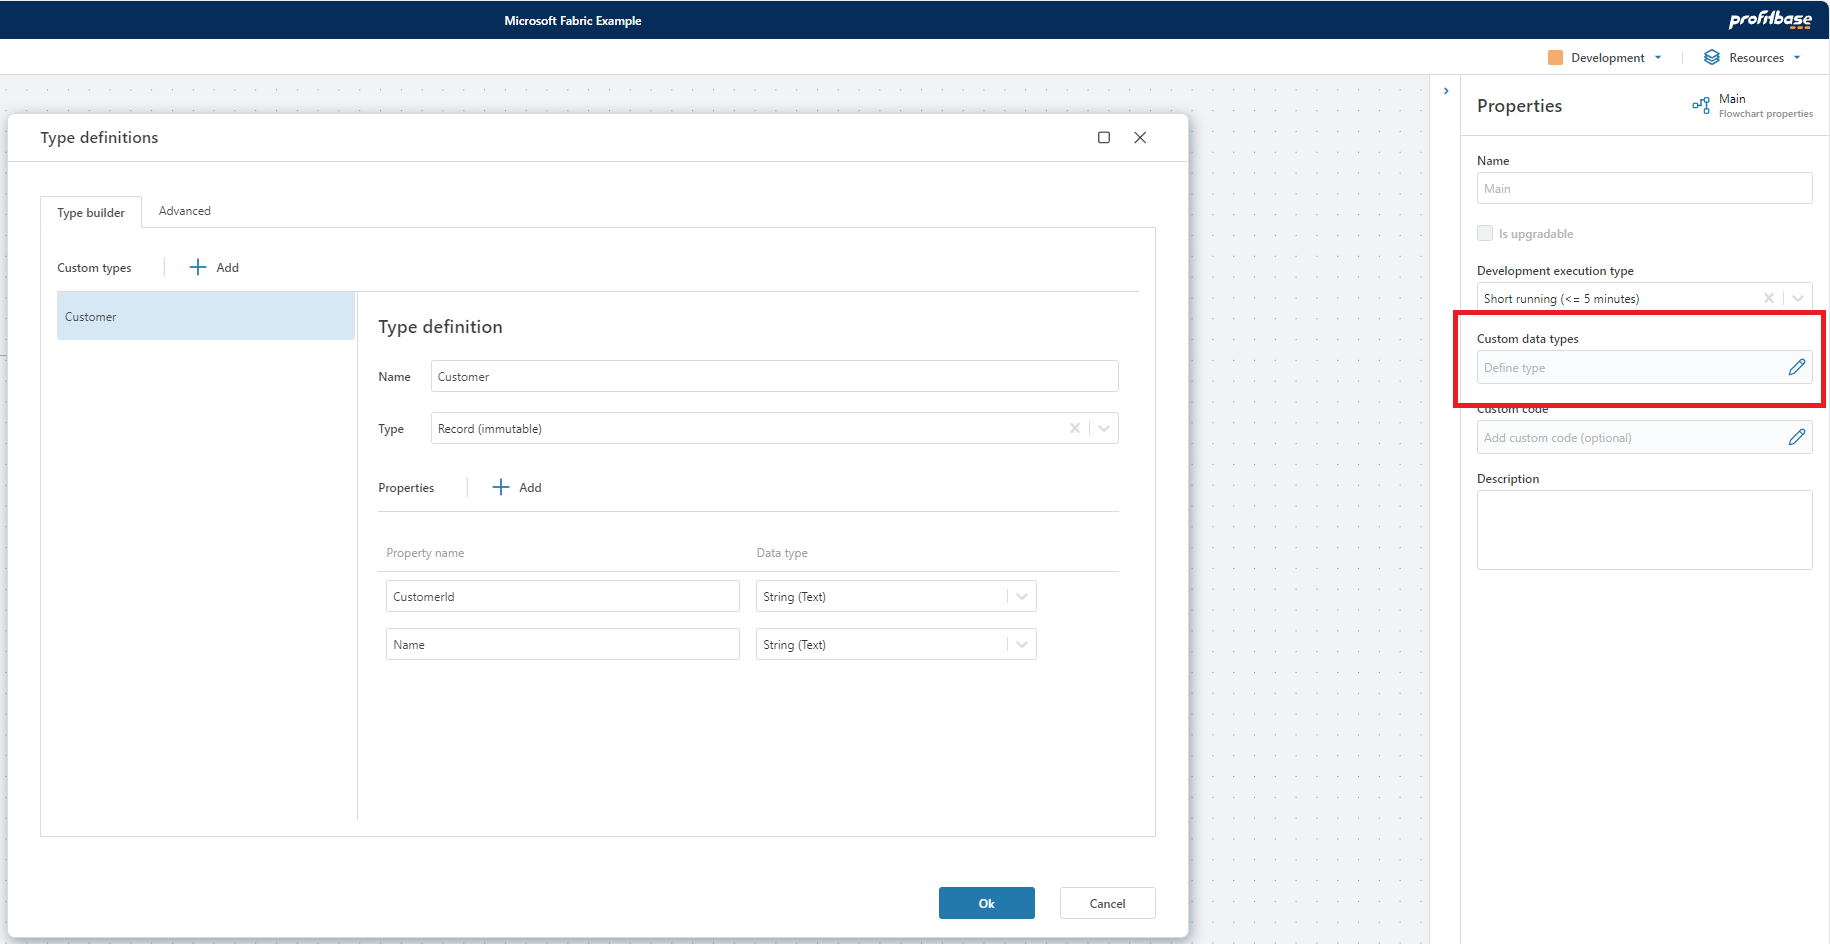 Microsoft Fabric Example
profitbase
Development
Resources
Type definitions
Type builder
Advanced
Custom types
Add
Customer
Type definition
Name
Customer
Type
Record (immutable)
Properties
Add
Property name
Data type
CustomerId
String (Text)
Name
String (Text)
Ok
Cancel
Properties
Main
Flowchart properties
Name
Main
Is upgradable
Development execution type
Short running (<= 5 minutes)
Custom data types
Define type
Custom code
Add custom code (optional)
Description